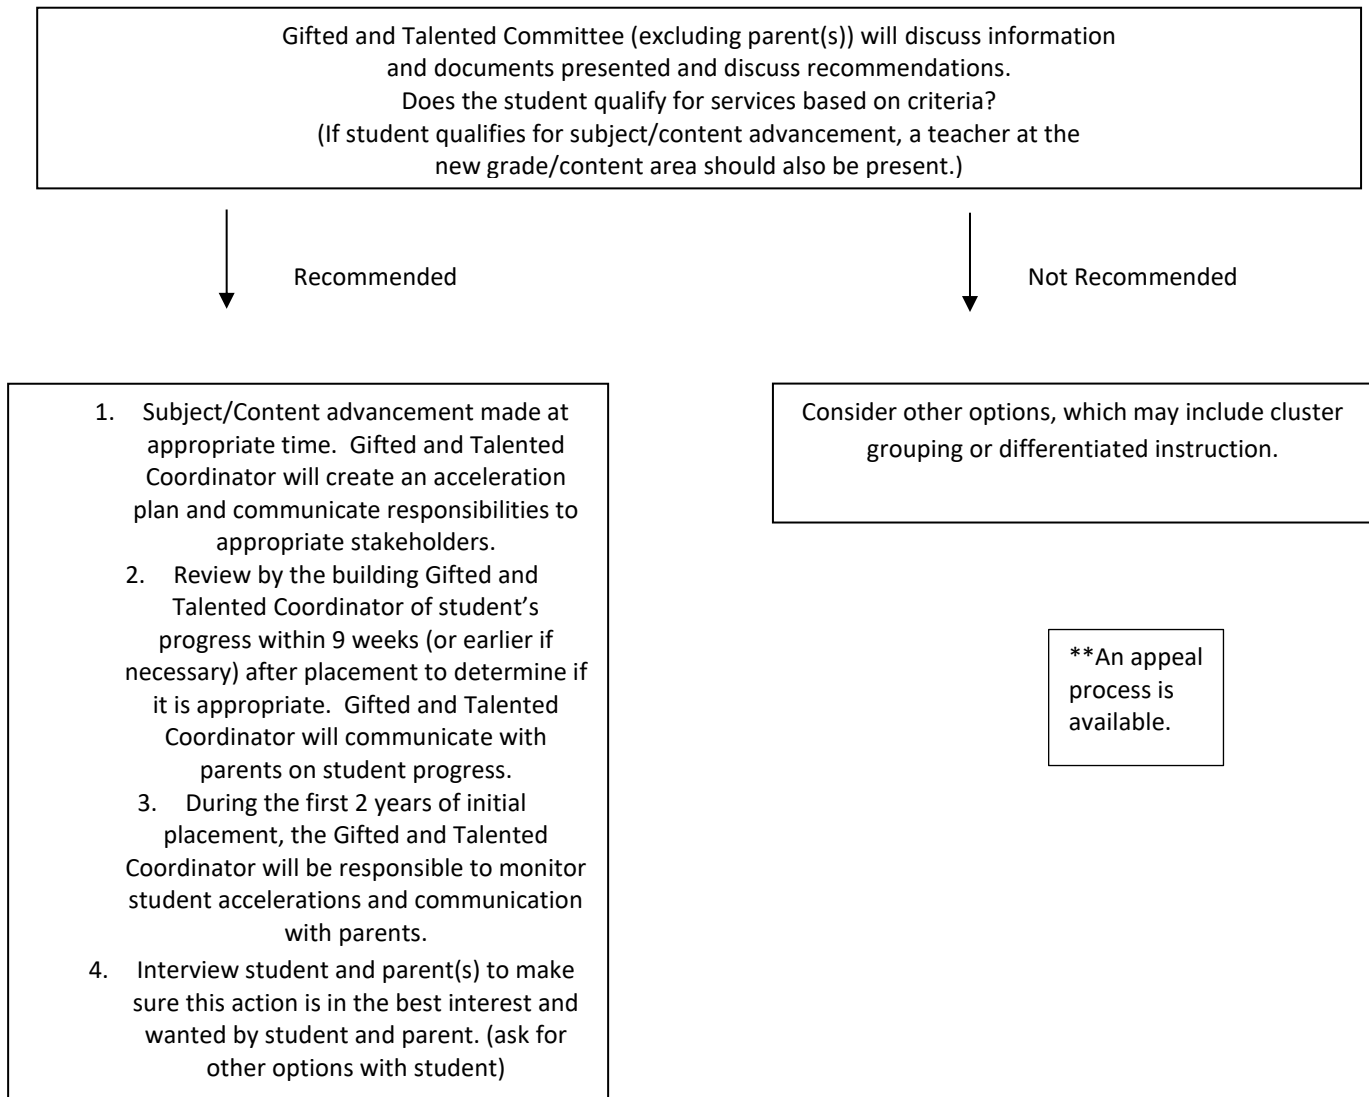 Gifted and Talented Committee (excluding parent(s)) will discuss information
and documents presented and discuss recommendations.
Does the student qualify for services based on criteria?
(If student qualifies for subject/content advancement, a teacher at the
new grade/content area should also be present.)
Recommended
Not Recommended
1. Subject/Content advancement made at
appropriate time. Gifted and Talented
Coordinator will create an acceleration
plan and communicate responsibilities to
appropriate stakeholders.
2. Review by the building Gifted and
Talented Coordinator of student’s
progress within 9 weeks (or earlier if
necessary) after placement to determine if
it is appropriate. Gifted and Talented
Coordinator will communicate with
parents on student progress.
3. During the first 2 years of initial
placement, the Gifted and Talented
Coordinator will be responsible to monitor
student accelerations and communication
with parents.
4. Interview student and parent(s) to make
sure this action is in the best interest and
wanted by student and parent. (ask for
other options with student)
Consider other options, which may include cluster
grouping or differentiated instruction.
**An appeal
process is
available.